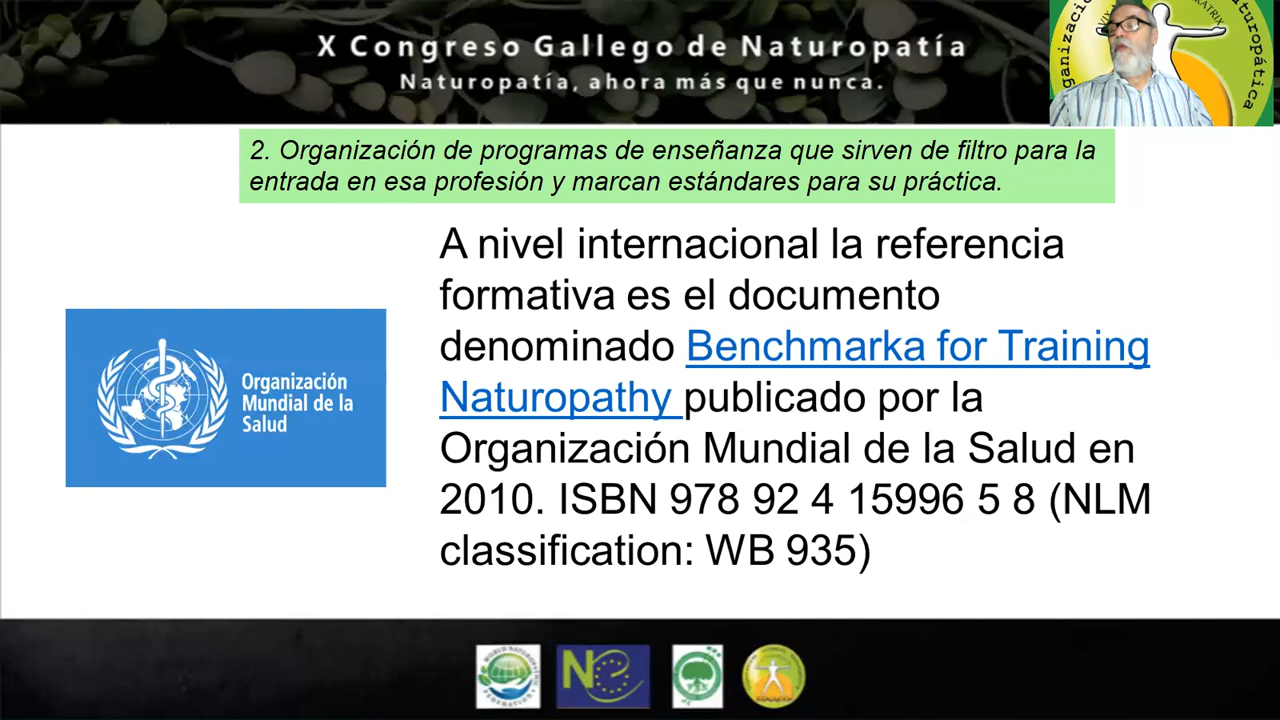 X Congreso Gallego de Naturopatía
Naturopatía, ahora más que nunca.
2. Organización de programas de enseñanza que sirven de filtro para la
entrada en esa profesión y marcan estándares para su práctica.
A nivel internacional la referencia
formativa es el documento
denominado Benchmarka for Training
Naturopathy publicado por la
Organización Mundial de la Salud en
2010. ISBN 978 92 4 15996 5 8 (NLM
classification: WB 935)
Organización
Mundial de la
Salud